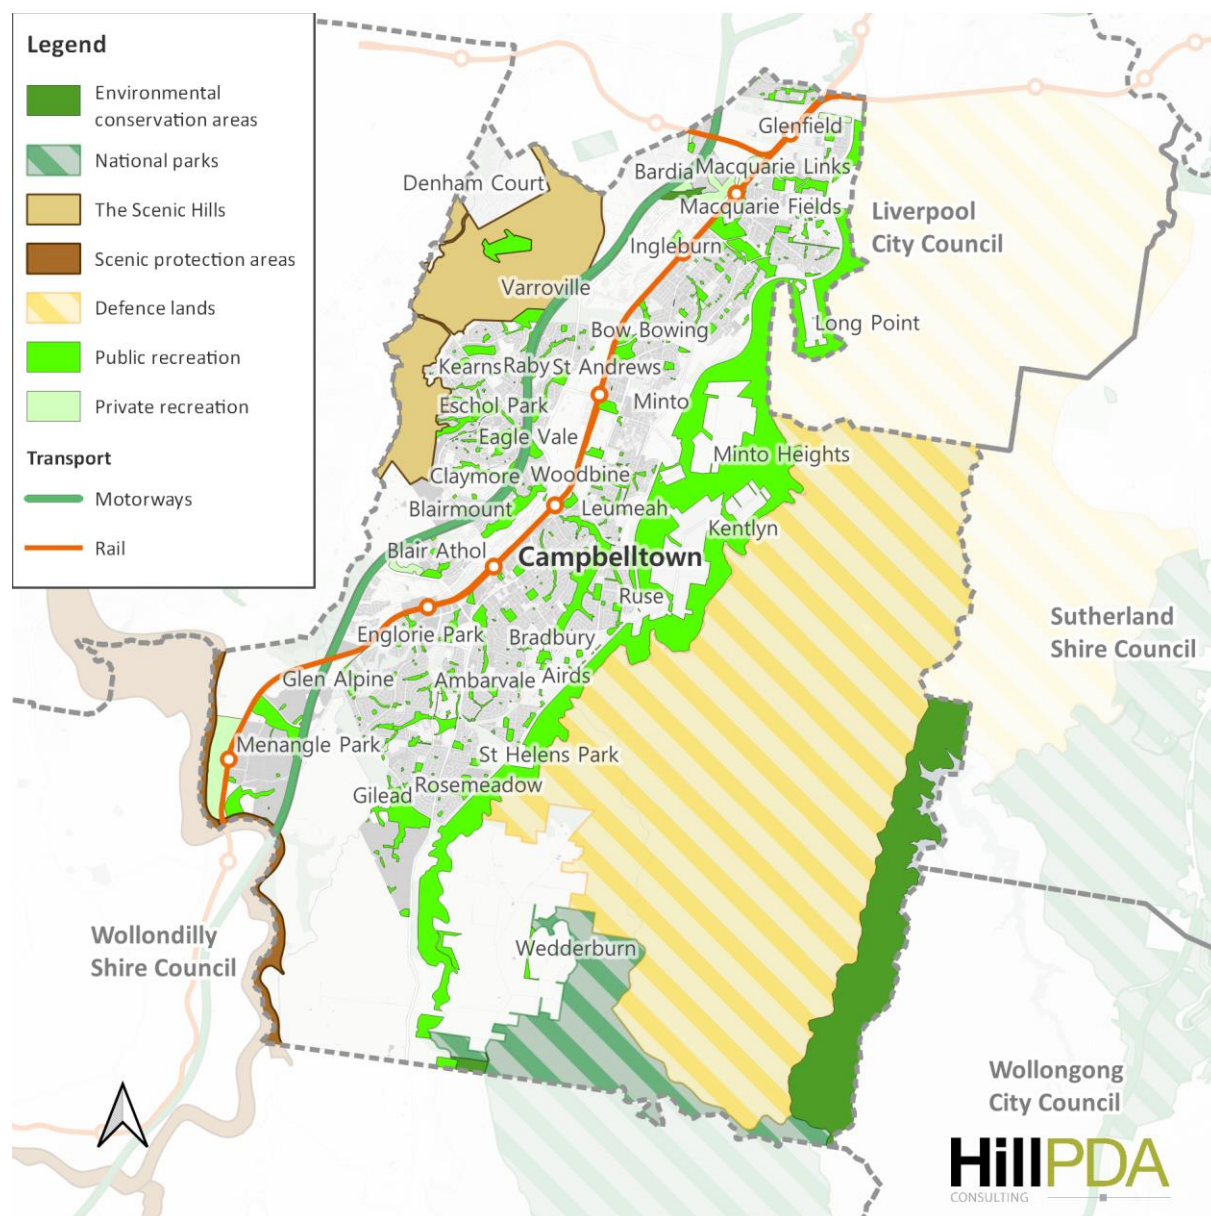 Legend
Environmental
conservation areas
National parks
The Scenic Hills
Scenic protection areas
Defence lands
Public recreation
Private recreation
Transport
Motorways
Rail
Glenfield
Bardia
Macquarie Links
Denham Court
Macquarie Fields
Liverpool
City Council
Ingleburn
Varroville
Long Point
Bow Bowing
Kearns
Raby
St Andrews
Minto
Eschol Park
Eagle Vale
Minto Heights
Claymore
Woodbine
Blairmount
Leumeah
Kentlyn
Blair Athol
Campbelltown
Ruse
Sutherland
Shire Council
Englorie Park
Bradbury
Glen Alpine
Ambarvale
Airds
Menangle Park
St Helens Park
Gilead
Rosemeadow
Wollondilly
Shire Council
Wedderburn
Wollongong
City Council
HillPDA
CONSULTING